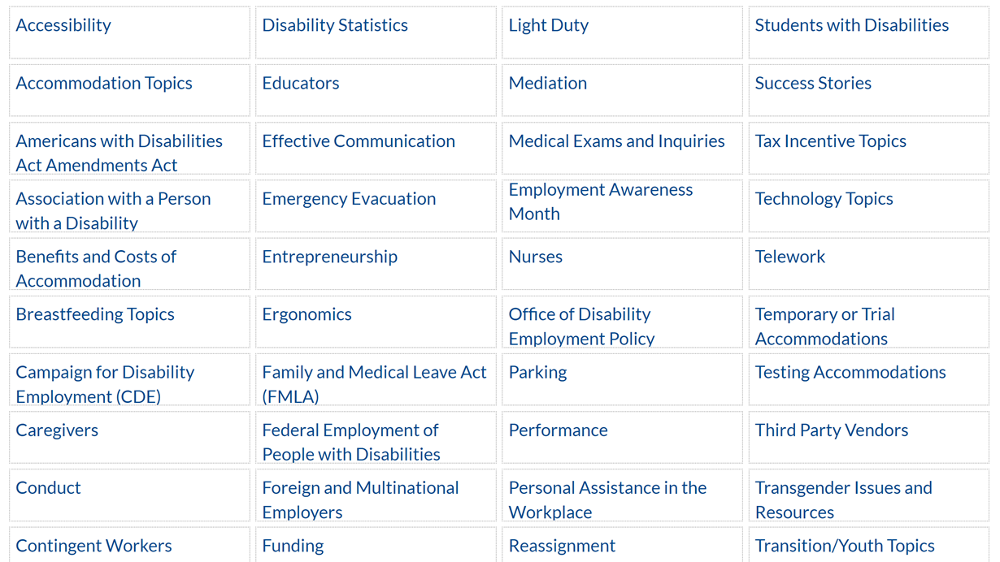 Accessibility
Disability Statistics
Light Duty
Students with Disabilities
Accommodation Topics
Educators
Mediation
Success Stories
Americans with Disabilities
Act Amendments Act
Effective Communication
Medical Exams and Inquiries
Tax Incentive Topics
Association with a Person
with a Disability
Emergency Evacuation
Employment Awareness
Month
Technology Topics
Benefits and Costs of
Accommodation
Entrepreneurship
Nurses
Telework
Breastfeeding Topics
Ergonomics
Office of Disability
Employment Policy
Temporary or Trial
Accommodations
Campaign for Disability
Employment (CDE)
Family and Medical Leave Act
(FMLA)
Parking
Testing Accommodations
Caregivers
Federal Employment of
People with Disabilities
Performance
Third Party Vendors
Conduct
Foreign and Multinational
Employers
Personal Assistance in the
Workplace
Transgender Issues and
Resources
Contingent Workers
Funding
Reassignment
Transition/Youth Topics